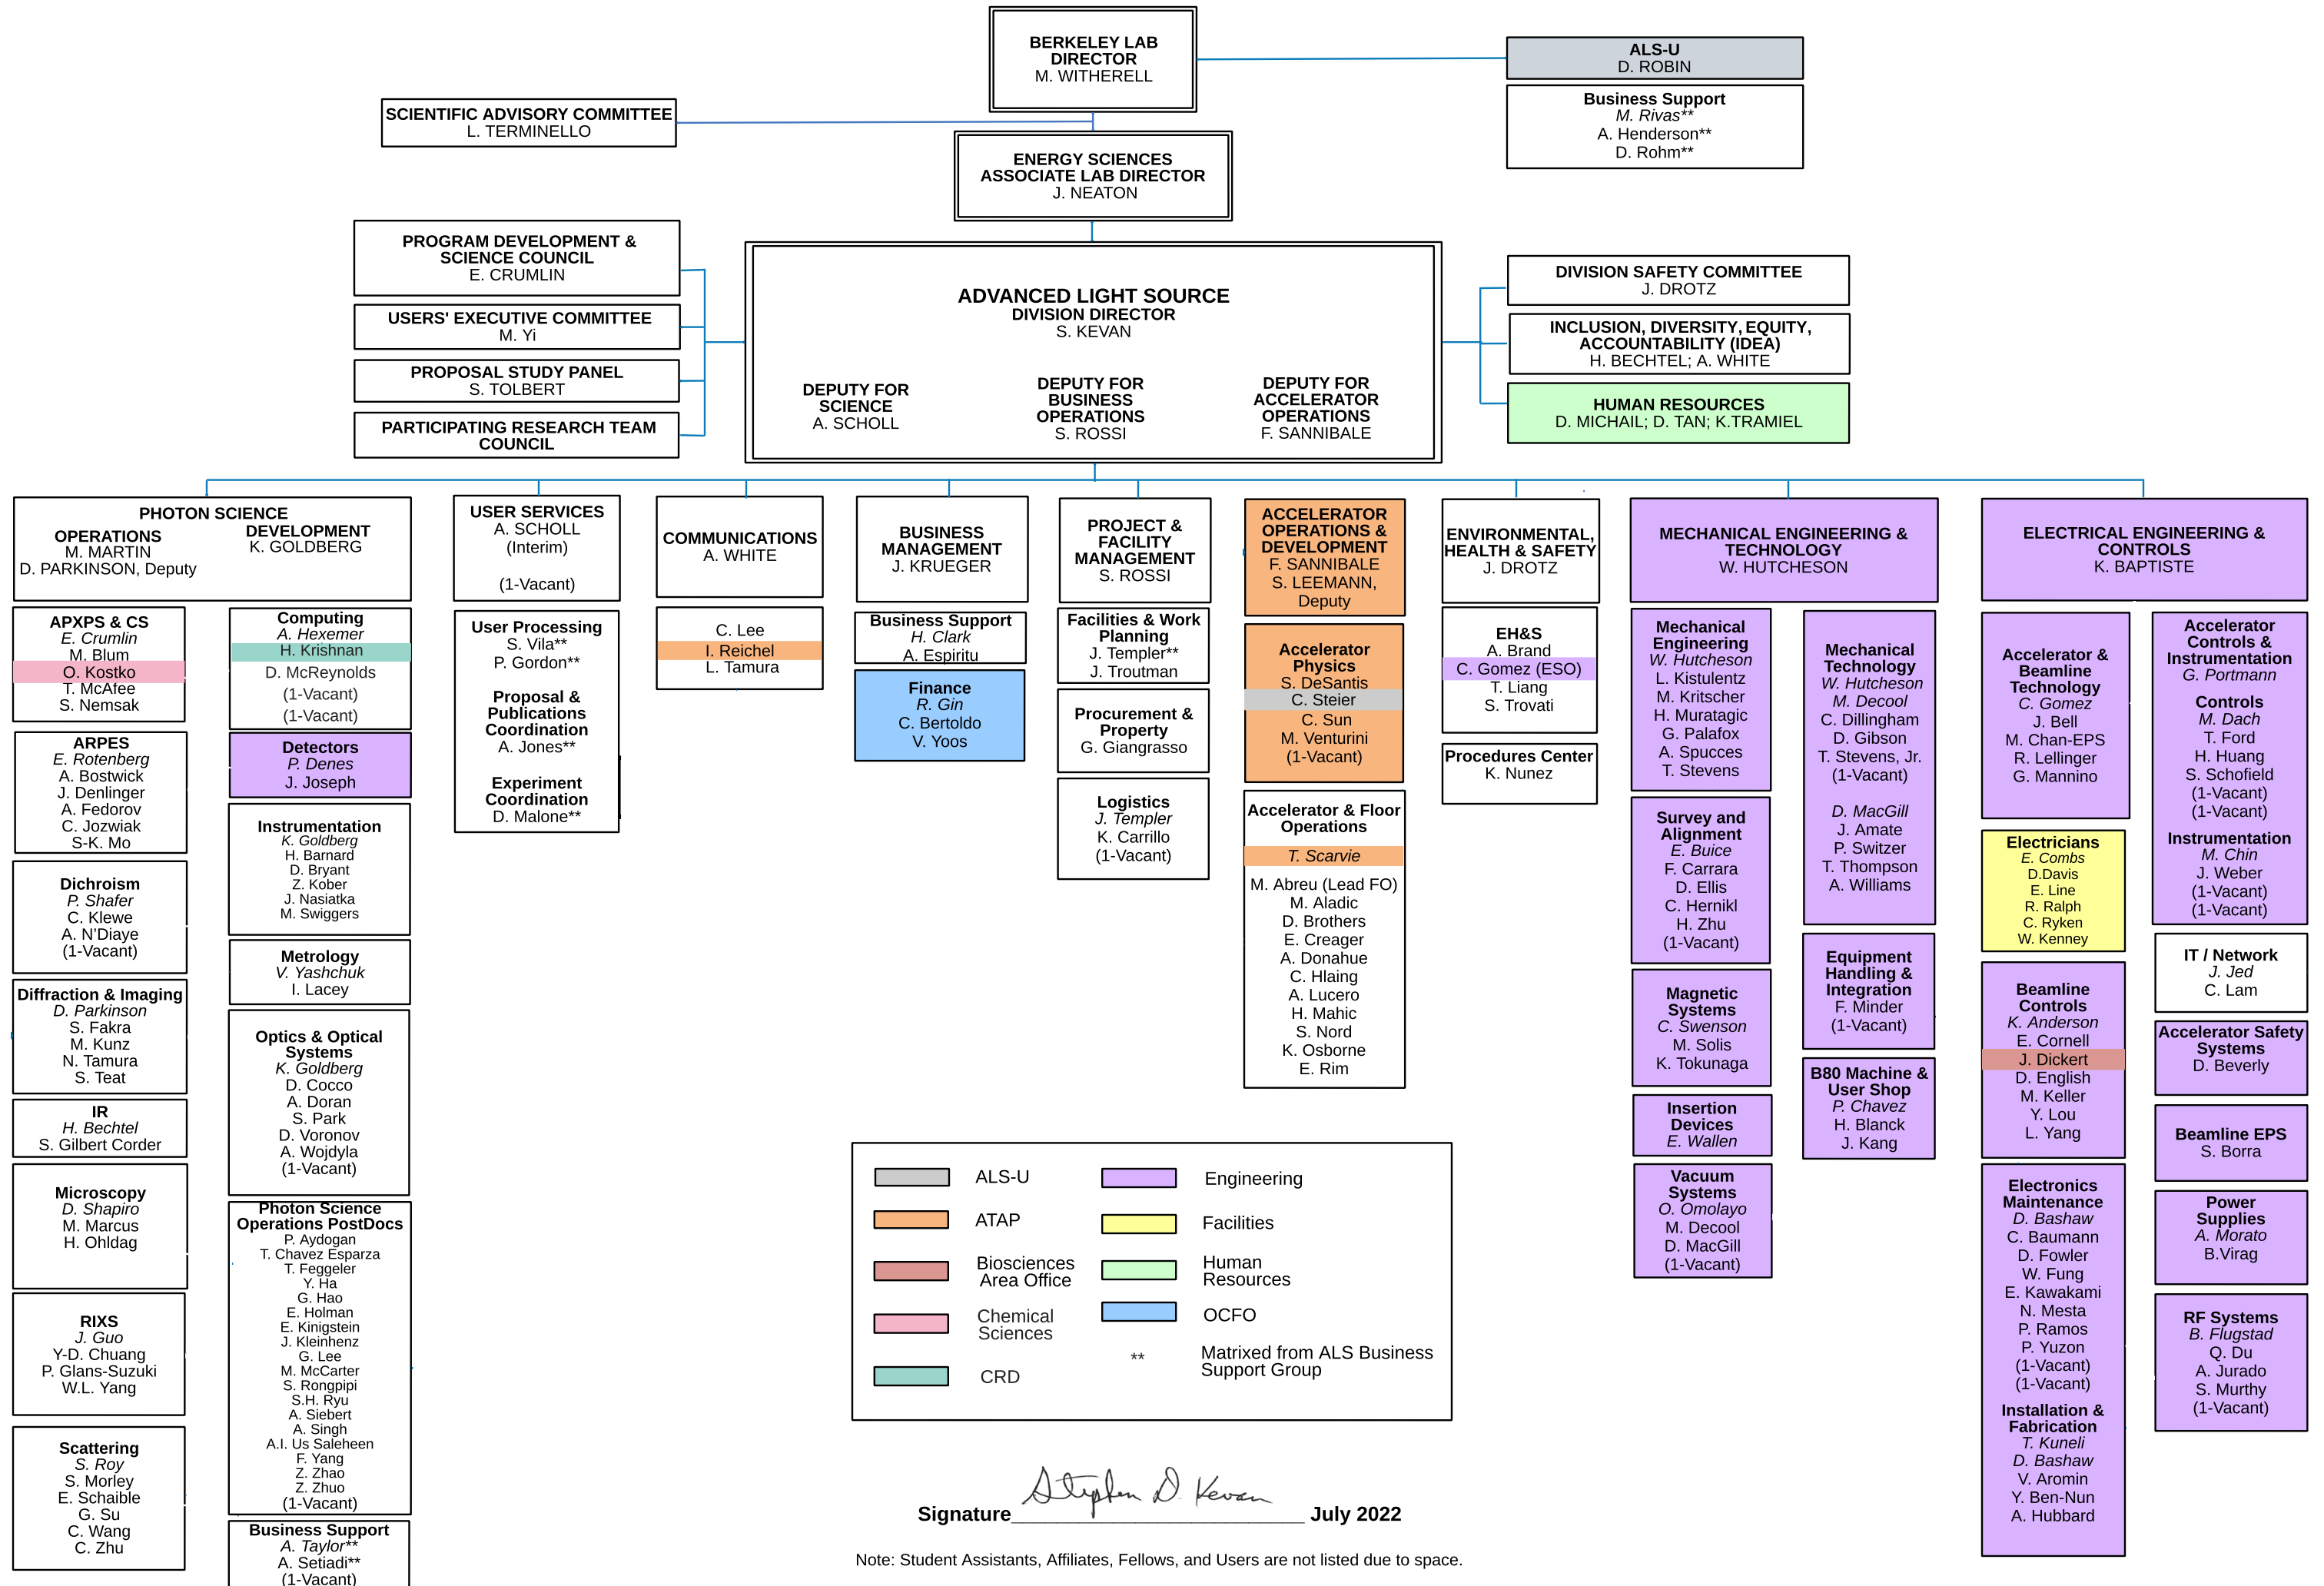 BERKELEY LAB
DIRECTOR
M. WITHERELL
ALS-U
D. ROBIN
Business Support
M. Rivas**
A. Henderson**
D. Rohm**
SCIENTIFIC ADVISORY COMMITTEE
L. TERMINELLO
ENERGY SCIENCES
ASSOCIATE LAB DIRECTOR
J. NEATON
PROGRAM DEVELOPMENT &
SCIENCE COUNCIL
E. CRUMLIN
USERS' EXECUTIVE COMMITTEE
M. Yi
PROPOSAL STUDY PANEL
S. TOLBERT
PARTICIPATING RESEARCH TEAM
COUNCIL
ADVANCED LIGHT SOURCE
DIVISION DIRECTOR
S. KEVAN
DEPUTY FOR
SCIENCE
A. SCHOLL
DEPUTY FOR
BUSINESS
OPERATIONS
S. ROSSI
DEPUTY FOR
ACCELERATOR
OPERATIONS
F. SANNIBALE
DIVISION SAFETY COMMITTEE
J. DROTZ
INCLUSION, DIVERSITY, EQUITY,
ACCOUNTABILITY (IDEA)
H. BECHTEL; A. WHITE
HUMAN RESOURCES
D. MICHAIL; D. TAN; K.TRAMIEL
PHOTON SCIENCE
OPERATIONS
M. MARTIN
D. PARKINSON, Deputy
DEVELOPMENT
K. GOLDBERG
APXPS & CS
E. Crumlin
M. Blum
O. Kostko
T. McAfee
S. Nemsak
ARPES
E. Rotenberg
A. Bostwick
J. Denlinger
A. Fedorov
C. Jozwiak
S-K. Mo
Dichroism
P. Shafer
C. Klewe
A. N’Diaye
(1-Vacant)
Diffraction & Imaging
D. Parkinson
S. Fakra
M. Kunz
N. Tamura
S. Teat
IR
H. Bechtel
S. Gilbert Corder
Microscopy
D. Shapiro
M. Marcus
H. Ohldag
RIXS
J. Guo
Y-D. Chuang
P. Glans-Suzuki
W.L. Yang
Scattering
S. Roy
S. Morley
E. Schaible
G. Su
C. Wang
C. Zhu
Computing
A. Hexemer
H. Krishnan
D. McReynolds
(1-Vacant)
(1-Vacant)
Detectors
P. Denes
J. Joseph
Instrumentation
K. Goldberg
H. Barnard
D. Bryant
Z. Kober
J. Nasiatka
M. Swiggers
Metrology
V. Yashchuk
I. Lacey
Optics & Optical
Systems
K. Goldberg
D. Cocco
A. Doran
S. Park
D. Voronov
A. Wojdyla
(1-Vacant)
Photon Science
Operations PostDocs
P. Aydogan
T. Chavez Esparza
T. Feggeler
Y. Ha
G. Hao
E. Holman
E. Kinigstein
J. Kleinhenz
G. Lee
M. McCarter
S. Rongpipi
S.H. Ryu
A. Siebert
A. Singh
A.I. Us Saleheen
F. Yang
Z. Zhao
Z. Zhuo
(1-Vacant)
Business Support
A. Taylor**
A. Setiadi**
(1-Vacant)
USER SERVICES
A. SCHOLL
(Interim)
(1-Vacant)
User Processing
S. Vila**
P. Gordon**
Proposal &
Publications
Coordination
A. Jones**
Experiment
Coordination
D. Malone**
COMMUNICATIONS
A. WHITE
C. Lee
I. Reichel
L. Tamura
BUSINESS
MANAGEMENT
J. KRUEGER
Business Support
H. Clark
A. Espiritu
Finance
R. Gin
C. Bertoldo
V. Yoos
PROJECT &
FACILITY
MANAGEMENT
S. ROSSI
Facilities & Work
Planning
J. Templer**
J. Troutman
Procurement &
Property
G. Giangrasso
Logistics
J. Templer
K. Carrillo
(1-Vacant)
ACCELERATOR
OPERATIONS &
DEVELOPMENT
F. SANNIBALE
S. LEEMANN,
Deputy
Accelerator
Physics
S. DeSantis
C. Steier
C. Sun
M. Venturini
(1-Vacant)
Accelerator & Floor
Operations
T. Scarvie
M. Abreu (Lead FO)
M. Aladic
D. Brothers
E. Creager
A. Donahue
C. Hlaing
A. Lucero
H. Mahic
S. Nord
K. Osborne
E. Rim
ENVIRONMENTAL,
HEALTH & SAFETY
J. DROTZ
EH&S
A. Brand
C. Gomez (ESO)
T. Liang
S. Trovati
Procedures Center
K. Nunez
MECHANICAL ENGINEERING &
TECHNOLOGY
W. HUTCHESON
Mechanical
Engineering
W. Hutcheson
L. Kistulentz
M. Kritscher
H. Muratagic
G. Palafox
A. Spucces
T. Stevens
Survey and
Alignment
E. Buice
F. Carrara
D. Ellis
C. Hernikl
H. Zhu
(1-Vacant)
Magnetic
Systems
C. Swenson
M. Solis
K. Tokunaga
Insertion
Devices
E. Wallen
Vacuum
Systems
O. Omolayo
M. Decool
D. MacGill
(1-Vacant)
Mechanical
Technology
W. Hutcheson
M. Decool
C. Dillingham
D. Gibson
T. Stevens, Jr.
(1-Vacant)
D. MacGill
J. Amate
P. Switzer
T. Thompson
A. Williams
Equipment
Handling &
Integration
F. Minder
(1-Vacant)
B80 Machine &
User Shop
P. Chavez
H. Blanck
J. Kang
ELECTRICAL ENGINEERING &
CONTROLS
K. BAPTISTE
Accelerator &
Beamline
Technology
C. Gomez
J. Bell
M. Chan-EPS
R. Lellinger
G. Mannino
Electricians
E. Combs
D.Davis
E. Line
R. Ralph
C. Ryken
W. Kenney
Beamline
Controls
K. Anderson
E. Cornell
J. Dickert
D. English
M. Keller
Y. Lou
L. Yang
Electronics
Maintenance
D. Bashaw
C. Baumann
D. Fowler
W. Fung
E. Kawakami
N. Mesta
P. Ramos
P. Yuzon
(1-Vacant)
(1-Vacant)
Installation &
Fabrication
T. Kuneli
D. Bashaw
V. Aromin
Y. Ben-Nun
A. Hubbard
Accelerator
Controls &
Instrumentation
G. Portmann
Controls
M. Dach
T. Ford
H. Huang
S. Schofield
(1-Vacant)
(1-Vacant)
Instrumentation
M. Chin
J. Weber
(1-Vacant)
(1-Vacant)
IT / Network
J. Jed
C. Lam
Accelerator Safety
Systems
D. Beverly
Beamline EPS
S. Borra
Power
Supplies
A. Morato
B.Virag
RF Systems
B. Flugstad
Q. Du
A. Jurado
S. Murthy
(1-Vacant)
ALS-U
ATAP
Biosciences
Area Office
Chemical
Sciences
CRD
Engineering
Facilities
Human
Resources
OCFO
** Matrixed from ALS Business
Support Group
Stephen D. Kevan
Signature__________________________ July 2022
Note: Student Assistants, Affiliates, Fellows, and Users are not listed due to space.